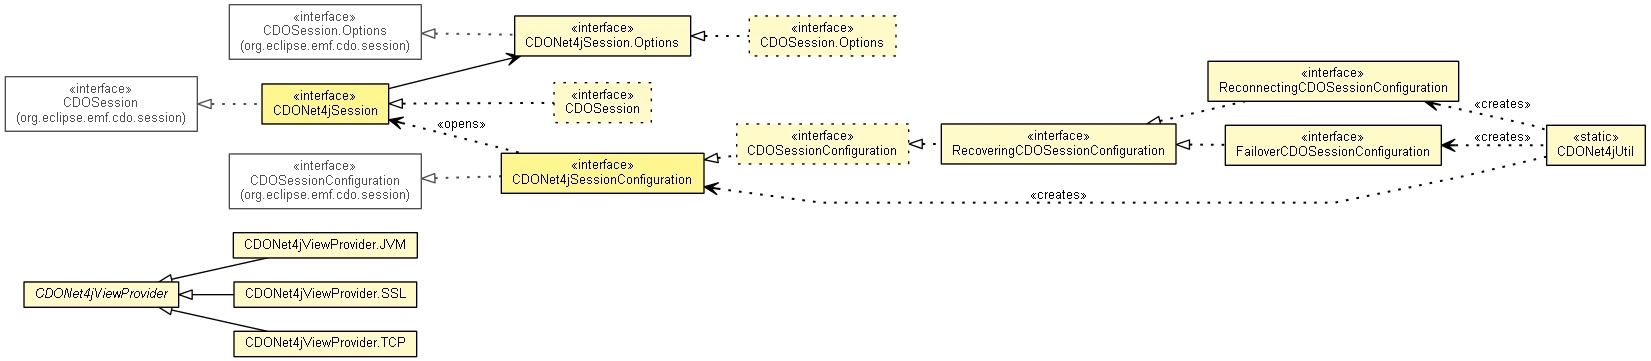 «interface»
CDOSession.Options
(org.eclipse.emf.cdo.session)
«interface»
CDONet4jSession.Options
«interface»
CDOSession.Options
«interface»
CDOSession
(org.eclipse.emf.cdo.session)
«interface»
CDONet4jSession
«interface»
CDOSession
«opens»
«interface»
CDOSessionConfiguration
(org.eclipse.emf.cdo.session)
«interface»
CDONet4jSessionConfiguration
«interface»
CDOSessionConfiguration
«interface»
RecoveringCDOSessionConfiguration
«interface»
ReconnectingCDOSessionConfiguration
«interface»
FailoverCDOSessionConfiguration
«creates»
«creates»
«creates»
«static»
CDONet4jUtil
CDONet4jViewProvider.JVM
CDONet4jViewProvider
CDONet4jViewProvider.SSL
CDONet4jViewProvider.TCP